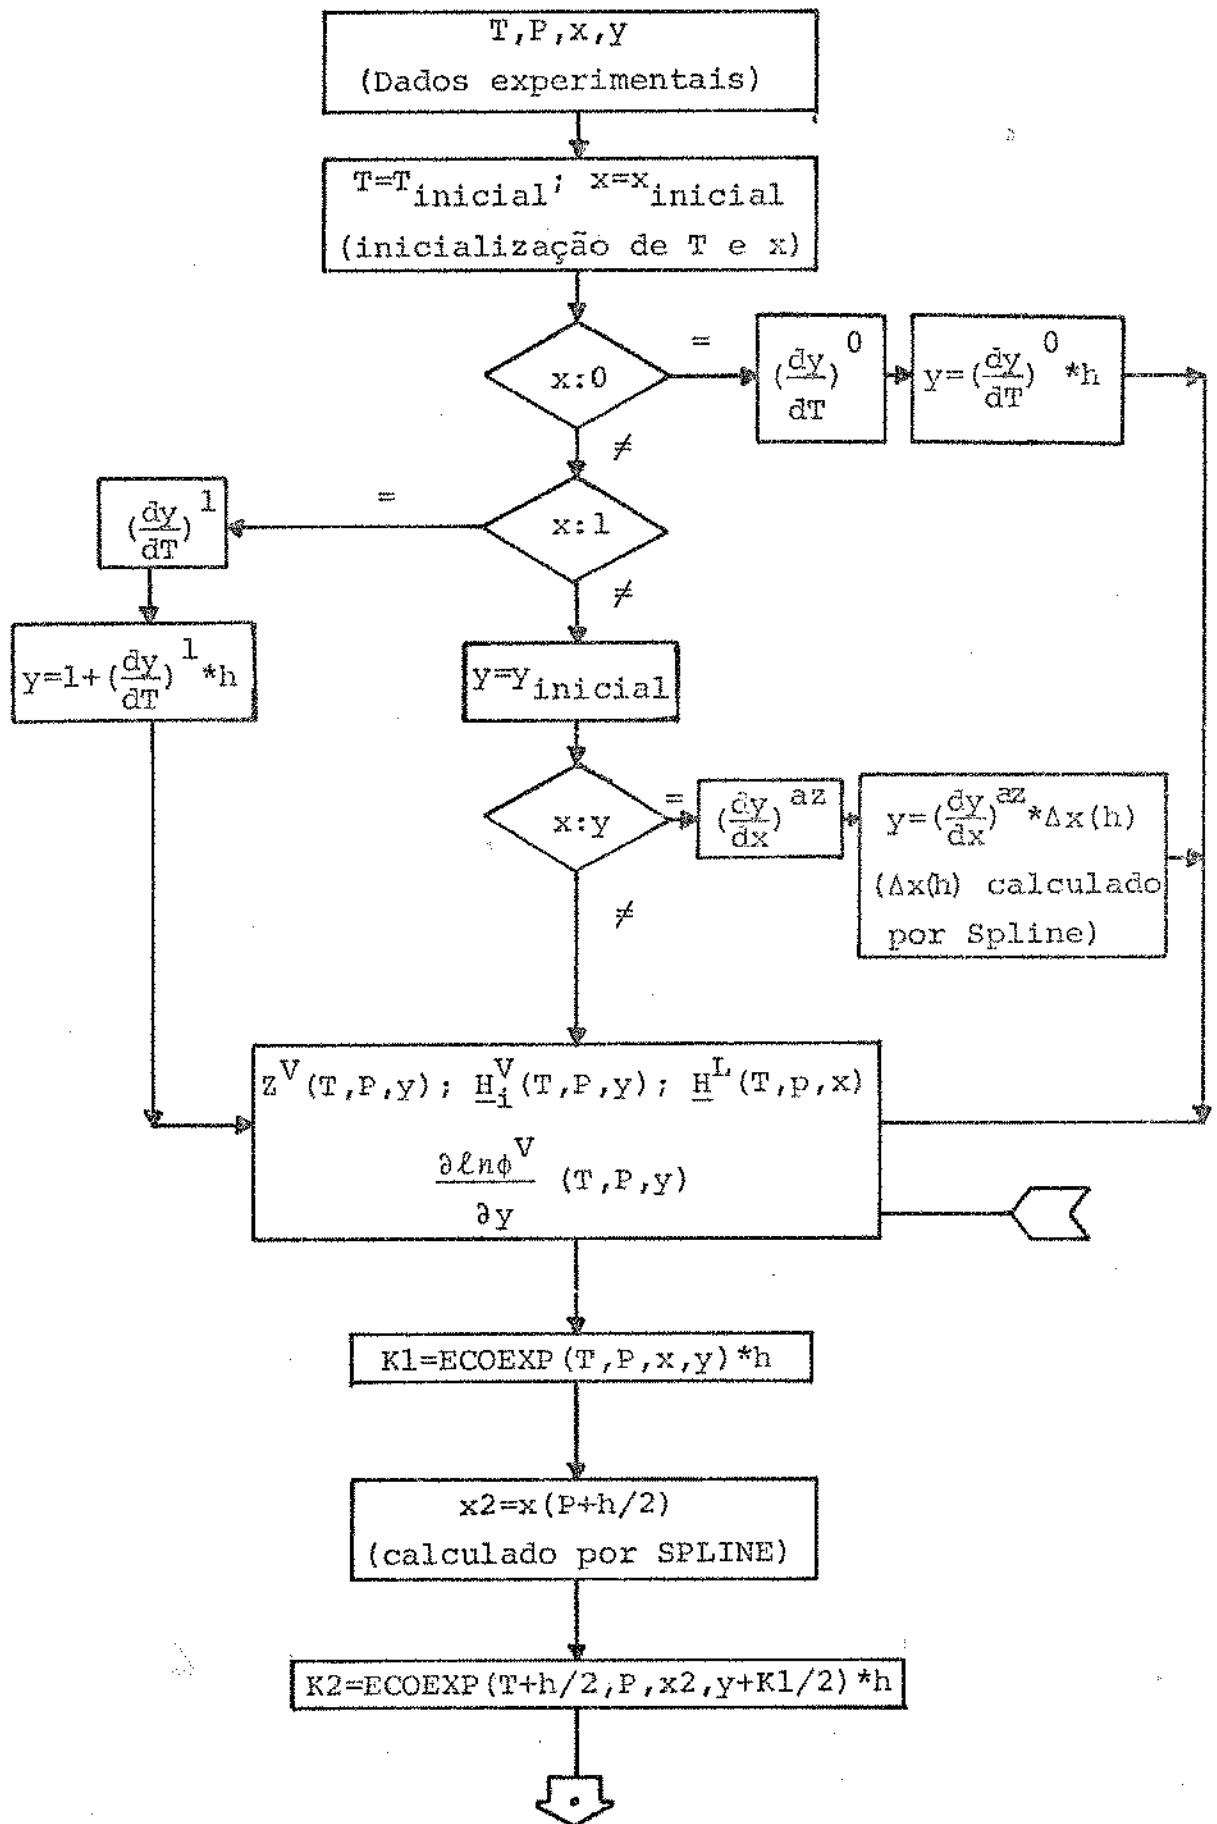 T,P,x,y
(Dados experimentais)
T=T_inicial; x=x_inicial
(inicialização de T e x)
x:0
=
(dy/dT)^0
y=(dy/dT)^0*h
≠
x:1
=
(dy/dT)^1
y=1+(dy/dT)^1*h
≠
y=y_inicial
x:y
=
(dy/dx)^az
y=(dy/dx)^az*Δx(h)
(Δx(h) calculado
por Spline)
≠
Z^V(T,P,y); H_i^V(T,P,y); H^L(T,p,x)
∂ℓnφ^V/∂y (T,P,y)
K1=ECOEXP(T,P,x,y)*h
x2=x(P+h/2)
(calculado por SPLINE)
K2=ECOEXP(T+h/2,P,x2,y+K1/2)*h